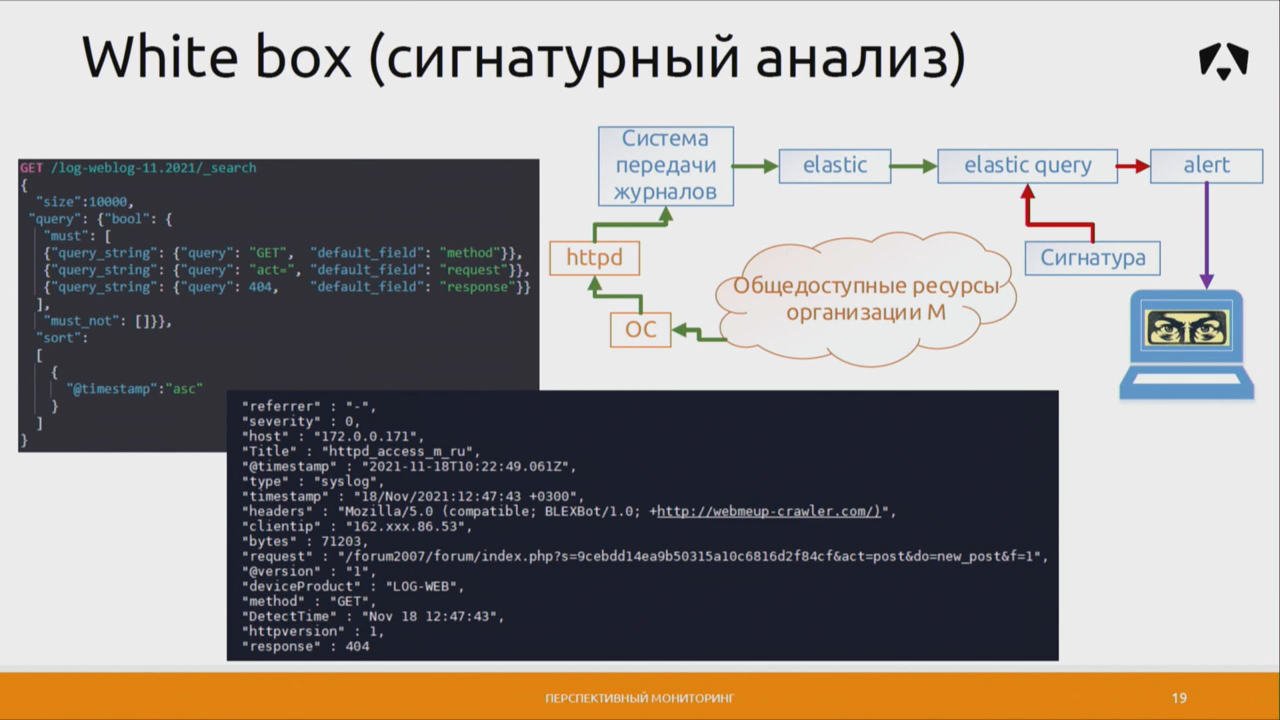 White box (сигнатурный анализ)
GET /log-weblog-11.2021/_search
{
"size":10000,
"query": {"bool": {
"must": [
{"query_string": {"query": "GET", "default_field": "method"}},
{"query_string": {"query": "act=", "default_field": "request"}},
{"query_string": {"query": 404, "default_field": "response"}}
],
"must_not": []}},
"sort":
[
{
"@timestamp":"asc"
}
]
}
Система
передачи
журналов
elastic
elastic query
alert
httpd
Сигнатура
ОС
Общедоступные ресурсы
организации М
"referrer" : "-",
"severity" : 0,
"host" : "172.0.0.171",
"Title" : "httpd_access_m_ru",
"@timestamp" : "2021-11-18T10:22:49.061Z",
"type" : "syslog",
"timestamp" : "18/Nov/2021:12:47:43 +0300",
"headers" : "Mozilla/5.0 (compatible; BLEXBot/1.0; +http://webmeup-crawler.com/)",
"clientip" : "162.xxx.86.53",
"bytes" : 71203,
"request" : "/forum2007/forum/index.php?s=9cebdd14ea9b50315a10c6816d2f84cf&act=post&do=new_post&f=1",
"@version" : "1",
"deviceProduct" : "LOG-WEB",
"method" : "GET",
"DetectTime" : "Nov 18 12:47:43",
"httpversion" : 1,
"response" : 404
ПЕРСПЕКТИВНЫЙ МОНИТОРИНГ
19